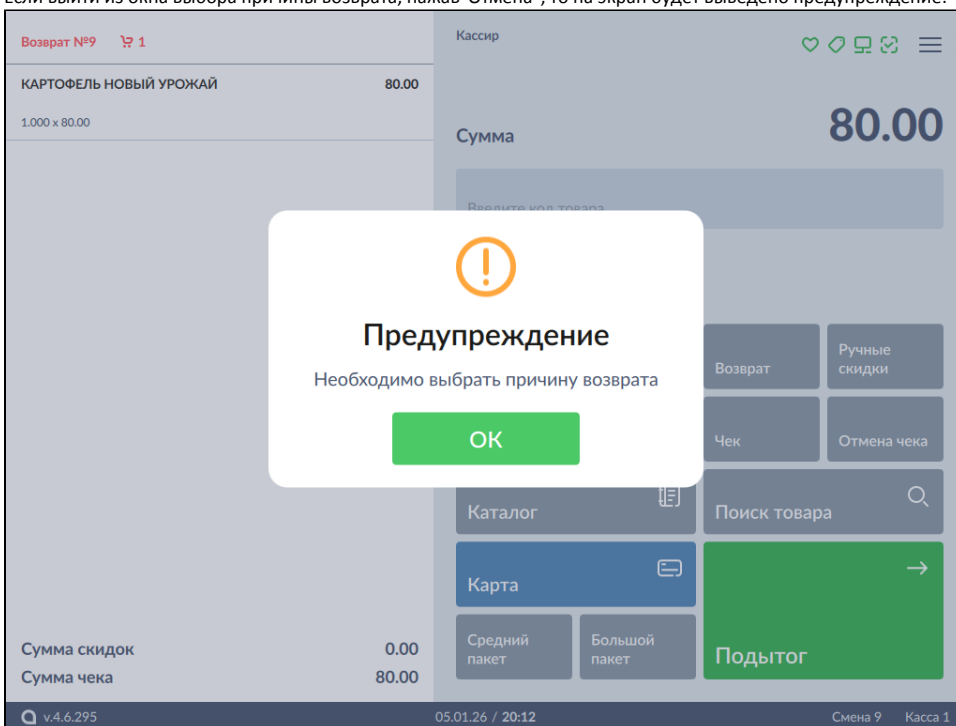 Если выйти из окна выбора причины возврата, нажав "Отмена", то на экран будет выведено предупреждение:
Возврат №9 1
Кассир
КАРТОФЕЛЬ НОВЫЙ УРОЖАЙ 80.00
1.000 x 80.00
Сумма 80.00
Введите код товара
Предупреждение
Необходимо выбрать причину возврата
ОК
Возврат
Ручные
скидки
Чек
Отмена чека
Каталог
Поиск товара
Карта
Средний
пакет
Большой
пакет
Подытог
Сумма скидок 0.00
Сумма чека 80.00
v.4.6.295 05.01.26 / 20:12 Смена 9 Касса 1